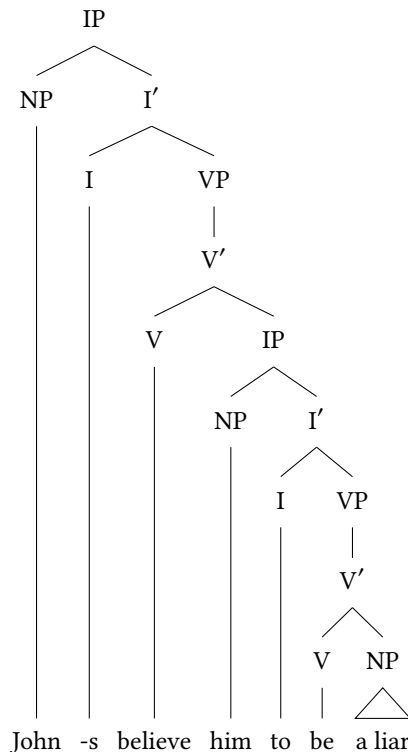 IP
NP I′
I VP
V′
V IP
NP I′
I VP
V′
V NP
John -s believe him to be a liar